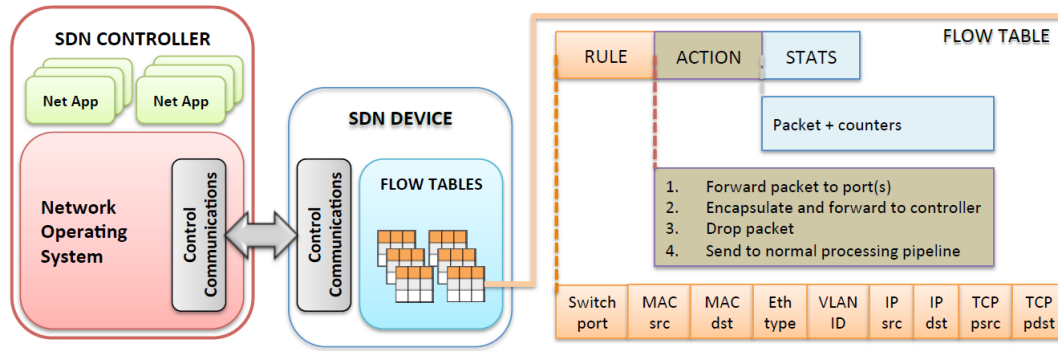 SDN CONTROLLER
Net App
Net App
Network
Operating
System
Control
Communications
SDN DEVICE
Control
Communications
FLOW TABLES
FLOW TABLE
RULE
ACTION
STATS
Packet + counters
1. Forward packet to port(s)
2. Encapsulate and forward to controller
3. Drop packet
4. Send to normal processing pipeline
Switch
port
MAC
src
MAC
dst
Eth
type
VLAN
ID
IP
src
IP
dst
TCP
psrc
TCP
pdst